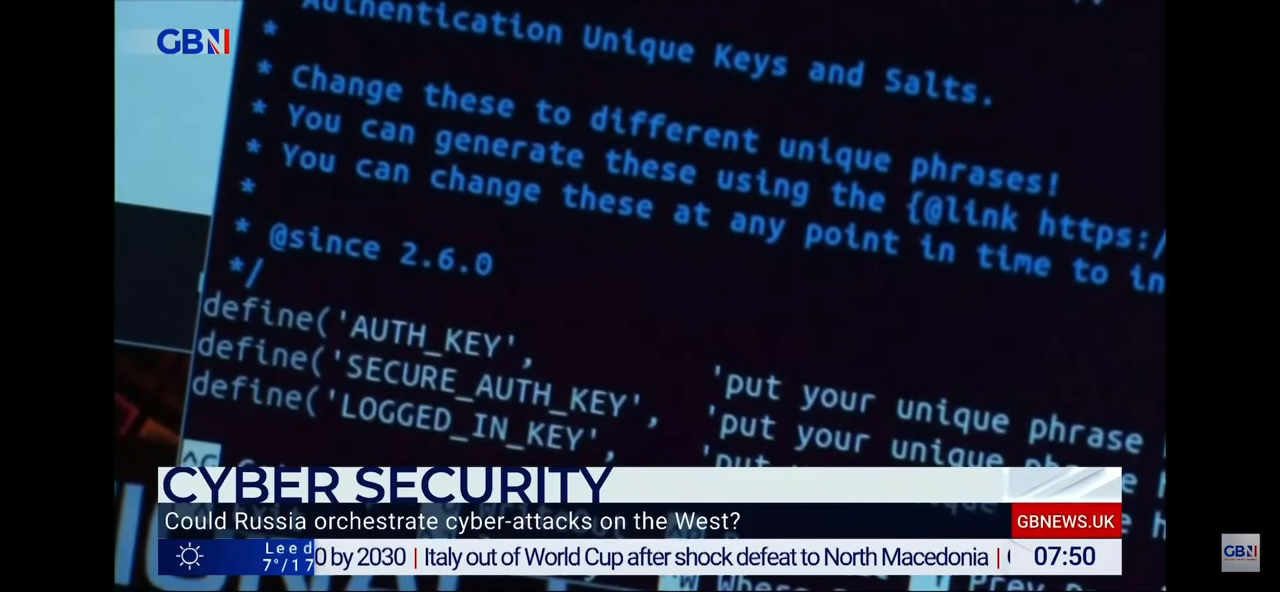 GBN
Authentication Unique Keys and Salts.
*
* Change these to different unique phrases!
* You can generate these using the {@link https:/
* You can change these at any point in time to in
*
* @since 2.6.0
*/
define('AUTH_KEY', 'put your unique phrase
define('SECURE_AUTH_KEY', 'put your unique
define('LOGGED_IN_KEY', 'put
^G
CYBER SECURITY
Could Russia orchestrate cyber-attacks on the West?
GBNEWS.UK
Leed
7°/17
0 by 2030 | Italy out of World Cup after shock defeat to North Macedonia |
07:50
^W Where
Prev
GBN